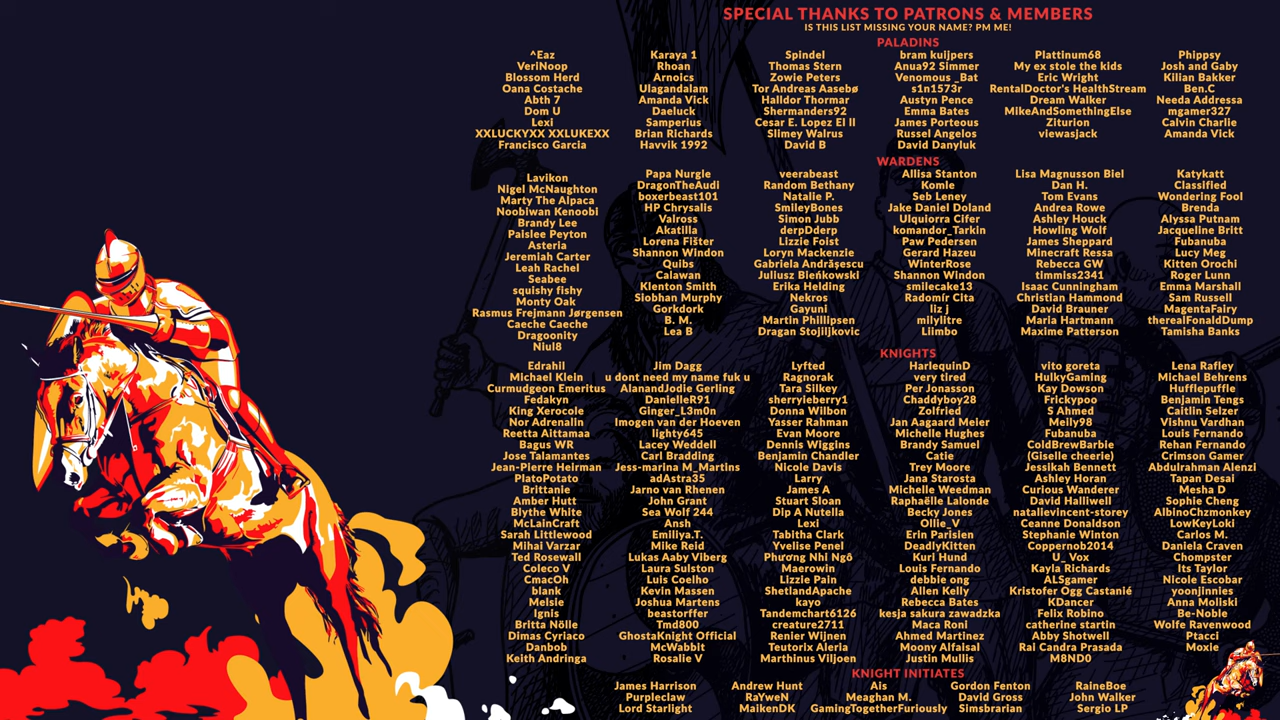 SPECIAL THANKS TO PATRONS & MEMBERS
IS THIS LIST MISSING YOUR NAME? PM ME!
PALADINS
^Eaz
VerlNoop
Blossom Herd
Oana Costache
Abth 7
Dom U
Lexi
XXLUCKYXX XXLUKEXX
Francisco Garcia
Karaya 1
Rhoan
Arnoics
Ulagandalam
Amanda Vick
Daeluck
Samperius
Brian Richards
Havvik 1992
Spindel
Thomas Stern
Zowie Peters
Tor Andreas Aasebø
Halldor Thormar
Shermanders92
Cesar E. Lopez El II
Slimey Walrus
David B
bram kuijpers
Anua92 Simmer
Venomous _Bat
s1n1573r
Austyn Pence
Emma Bates
James Porteous
Russel Angelos
David Danyluk
Plattinum68
My ex stole the kids
Eric Wright
RentalDoctor's HealthStream
Dream Walker
MikeAndSomethingElse
Ziturion
viewasjack
Phippsy
Josh and Gaby
Kilian Bakker
Ben.C
Needa Addressa
mgamer327
Calvin Charlie
Amanda Vick
WARDENS
Lavikon
Nigel McNaughton
Marty The Alpaca
Noobiwan Kenoobi
Brandy Lee
Paislee Peyton
Asteria
Jeremiah Carter
Leah Rachel
Seabee
squishy fishy
Monty Oak
Rasmus Frejmann Jørgensen
Caeche Caeche
Dragoonity
Niul8
Papa Nurgle
DragonTheAudi
boxerbeast101
HP Chrysalis
Valross
Akatilla
Lorena Fišter
Shannon Windon
Quibs
Calawan
Klenton Smith
Siobhan Murphy
Gorkdork
B. M.
Lea B
veerabeast
Random Bethany
Natalie P.
SmileyBones
Simon Jubb
derpDderp
Lizzie Foist
Loryn Mackenzie
Gabriela Andrășescu
Juliusz Bieńkowski
Erika Helding
Nekros
Gayuni
Martin Phillipsen
Dragan Stojiljkovic
Allisa Stanton
Komle
Seb Leney
Jake Daniel Doland
Ulquiorra Cifer
komandor_Tarkin
Paw Pedersen
Gerard Hazeu
WinterRose
Shannon Windon
smilecake13
Radomír Cita
liz j
milylitre
Llimbo
Lisa Magnusson Biel
Dan H.
Tom Evans
Andrea Rowe
Ashley Houck
Howling Wolf
James Sheppard
Minecraft Ressa
Rebecca GW
timmiss2341
Isaac Cunningham
Christian Hammond
David Brauner
Maria Hartmann
Maxime Patterson
Katykatt
Classified
Wondering Fool
Brenda
Alyssa Putnam
Jacqueline Britt
Fubanuba
Lucy Meg
Kitten Orochi
Roger Lunn
Emma Marshall
Sam Russell
MagentaFairy
therealFonaldDump
Tamisha Banks
KNIGHTS
Edrahil
Michael Klein
Curmudgeon Emeritus
Fedakyn
King Xerocole
Nor Adrenalin
Reetta Aittamaa
Bagus WR
Jose Talamantes
Jean-Pierre Heirman
PlatoPotato
Brittanie
Amber Hutt
Blythe White
McLainCraft
Sarah Littlewood
Mihai Varzar
Ted Rosewall
Coleco V
CmacOh
blank
Melsie
Ignis
Britta Nölle
Dimas Cyriaco
Danbob
Keith Andringa
Jim Dagg
u dont need my name fuk u
AlanandJodie Gerling
DanielleR91
Ginger_L3m0n
Imogen van der Hoeven
lighty645
Lacey Weddell
Carl Bradding
Jess-marina M_Martins
adAstra35
Jarno van Rhenen
John Grant
Sea Wolf 244
Ansh
Emiliya.T.
Mike Reid
Lukas Aaby Viberg
Laura Sulston
Luis Coelho
Kevin Massen
Joshua Martens
beastorffer
Tmd800
GhostaKnight Official
McWabbit
Rosalie V
Lyfted
Ragnorak
Tara Silkey
sherryleberry1
Donna Wilbon
Yasser Rahman
Evan Moore
Dennis Wiggins
Benjamin Chandler
Nicole Davis
Larry
James A
Stuart Slonn
Dip A Nutella
Lexi
Tabitha Clark
Yvelise Penel
Phương Nhi Ngô
Maerowin
Lizzie Pain
ShetlandApache
kayo
Tandemchart6126
creature2711
Renier Wijnen
Teutorix Aleria
Marthinus Viljoen
HarlequinD
very tired
Per Jonasson
Chaddyboy28
Zolfried
Jan Aagaard Meier
Michelle Hughes
Brandy Samuel
Catie
Trey Moore
Jana Starosta
Michelle Weedman
Raphaëlle Lalonde
Becky Jones
Ollie_V
Erin Parisien
DeadlyKitten
Kuri Hund
Louis Fernando
debbie ong
Allen Kelly
Rebecca Bates
kesja sakura zawadzka
Maca Roni
Ahmed Martinez
Moony Alfaisal
Justin Mullis
vito goreta
HulkyGaming
Kay Dowson
Frickypoo
S Ahmed
Melly98
Fubanuba
ColdBrewBarbie
(Giselle cheerie)
Jessikah Bennett
Ashley Horan
Curious Wanderer
David Halliwell
natalievincent-storey
Ceanne Donaldson
Stephanie Winton
Coppernob2014
U_ Vox
Kayla Richards
ALSgamer
Kristofer Ogg Castanié
KDancer
Felix Robino
catherine startin
Abby Shotwell
Rai Candra Prasada
M8ND0
Lena Rafley
Michael Behrens
Huffiepuffle
Benjamin Tengs
Caitlin Selzer
Vishnu Vardhan
Louis Fernando
Rehan Fernando
Crimson Gamer
Abdulrahman Alenzi
Tapan Desai
Mesha D
Sophie Cheng
AlbinoChzmonkey
LowKeyLoki
Carlos M.
Daniela Craven
Chompster
Its Taylor
Nicole Escobar
yoonjinnies
Anna Moliski
Be-Noble
Wolfe Ravenwood
Ptacci
Moxie
KNIGHT INITIATES
James Harrison
Purpleclaw
Lord Starlight
Andrew Hunt
RaYweN
MaikenDK
Ais
Meaghan M.
GamingTogetherFurlously
Gordon Fenton
David Gross
Simsbrarian
RaineBoe
John Walker
Sergio LP